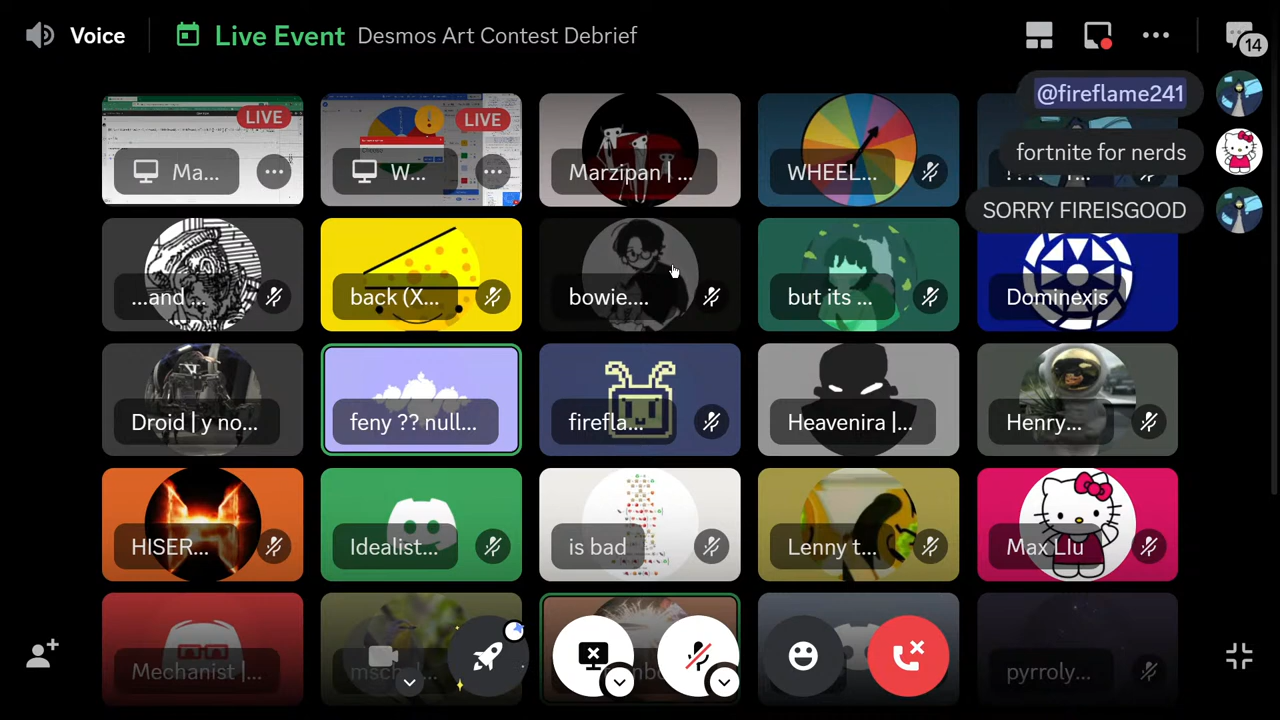 Voice
Live Event
Desmos Art Contest Debrief
14
@fireflame241
fortnite for nerds
SORRY FIREISGOOD
LIVE
Ma...
LIVE
W...
Marzipan | ...
WHEEL...
...and ...
back (X...
bowie....
but its ...
Dominexis
Droid | y no...
feny ?? null...
firefla...
Heavenira |...
Henry...
HISER...
Idealist...
is bad
Lenny t...
Max LIu
Mechanist |...
pyrroly...